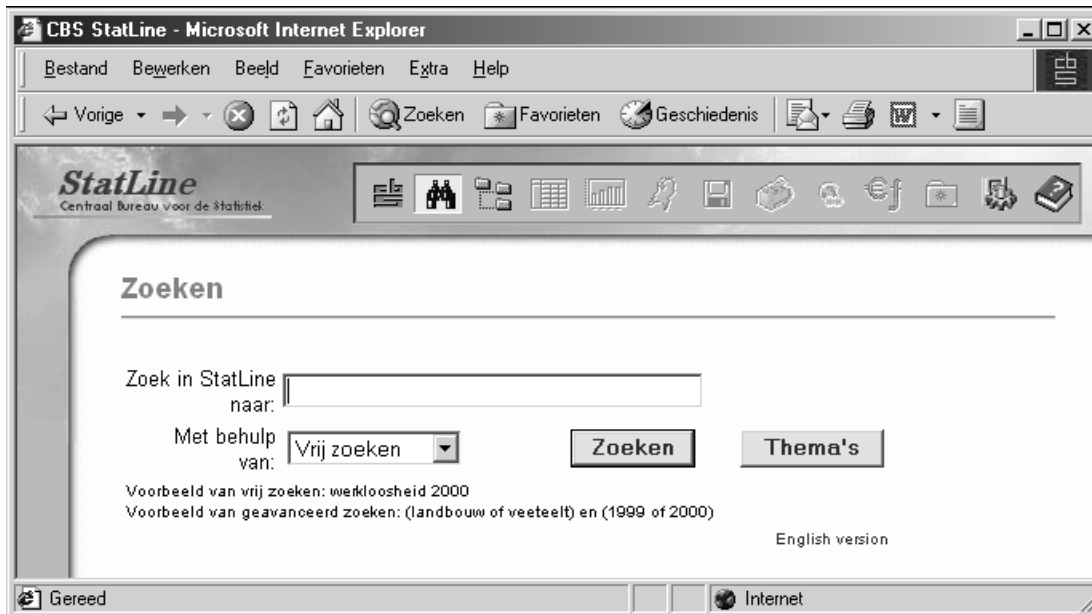 CBS StatLine - Microsoft Internet Explorer
Bestand Bewerken Beeld Favorieten Extra Help
Vorige Zoeken Favorieten Geschiedenis
StatLine
Centraal Bureau voor de Statistiek
Zoeken
Zoek in StatLine
naar:
Met behulp
van:
Vrij zoeken Zoeken Thema's
Voorbeeld van vrij zoeken: werkloosheid 2000
Voorbeeld van geavanceerd zoeken: (landbouw of veeteelt) en (1999 of 2000)
English version
Gereed Internet